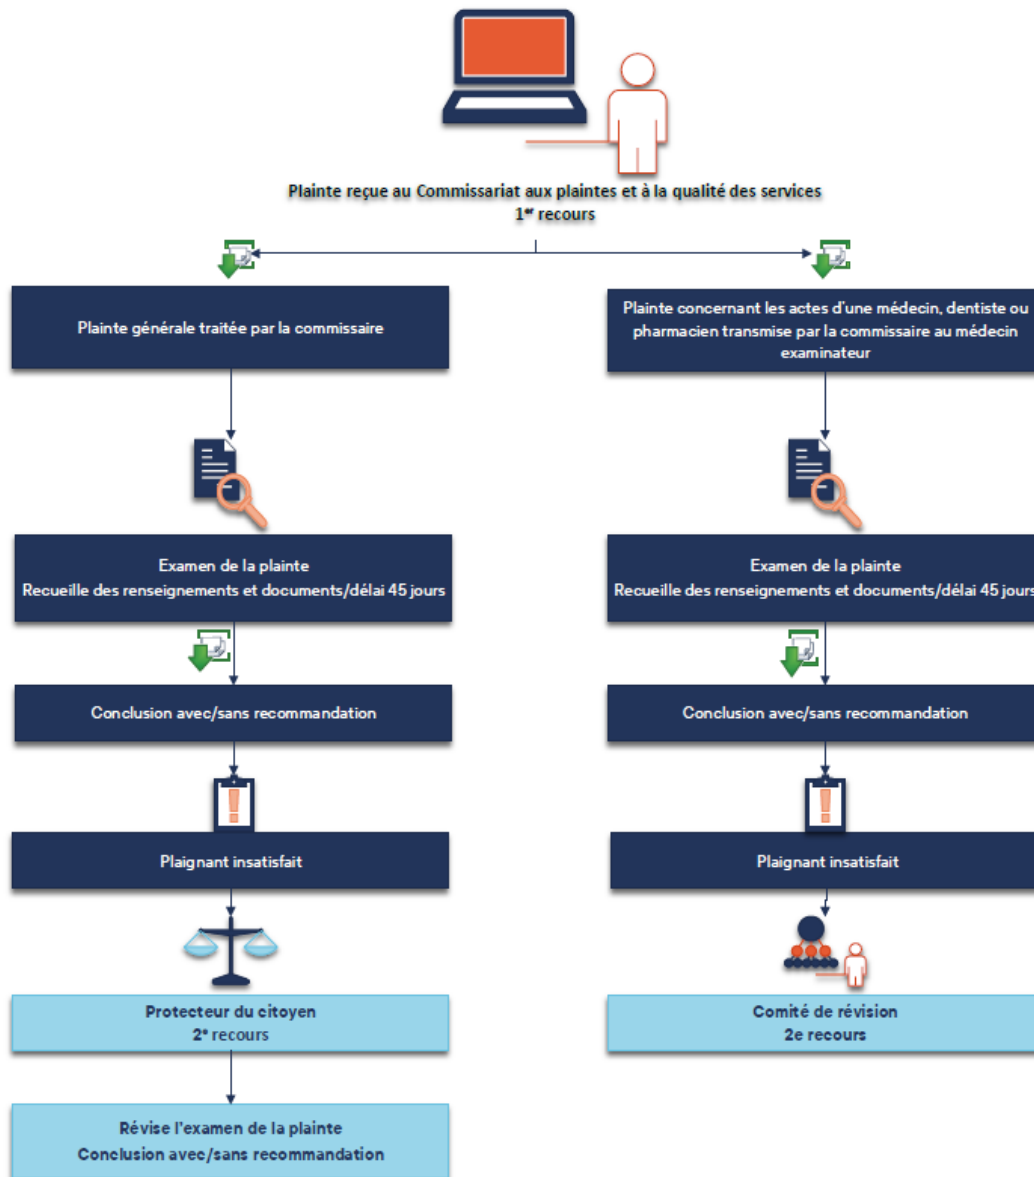 Plainte reçue au Commissariat aux plaintes et à la qualité des services
1er recours
Plainte générale traitée par la commissaire
Plainte concernant les actes d'une médecin, dentiste ou
pharmacien transmise par la commissaire au médecin
examinateur
Examen de la plainte
Recueille des renseignements et documents/délai 45 jours
Examen de la plainte
Recueille des renseignements et documents/délai 45 jours
Conclusion avec/sans recommandation
Conclusion avec/sans recommandation
Plaignant insatisfait
Plaignant insatisfait
Protecteur du citoyen
2e recours
Comité de révision
2e recours
Révise l'examen de la plainte
Conclusion avec/sans recommandation